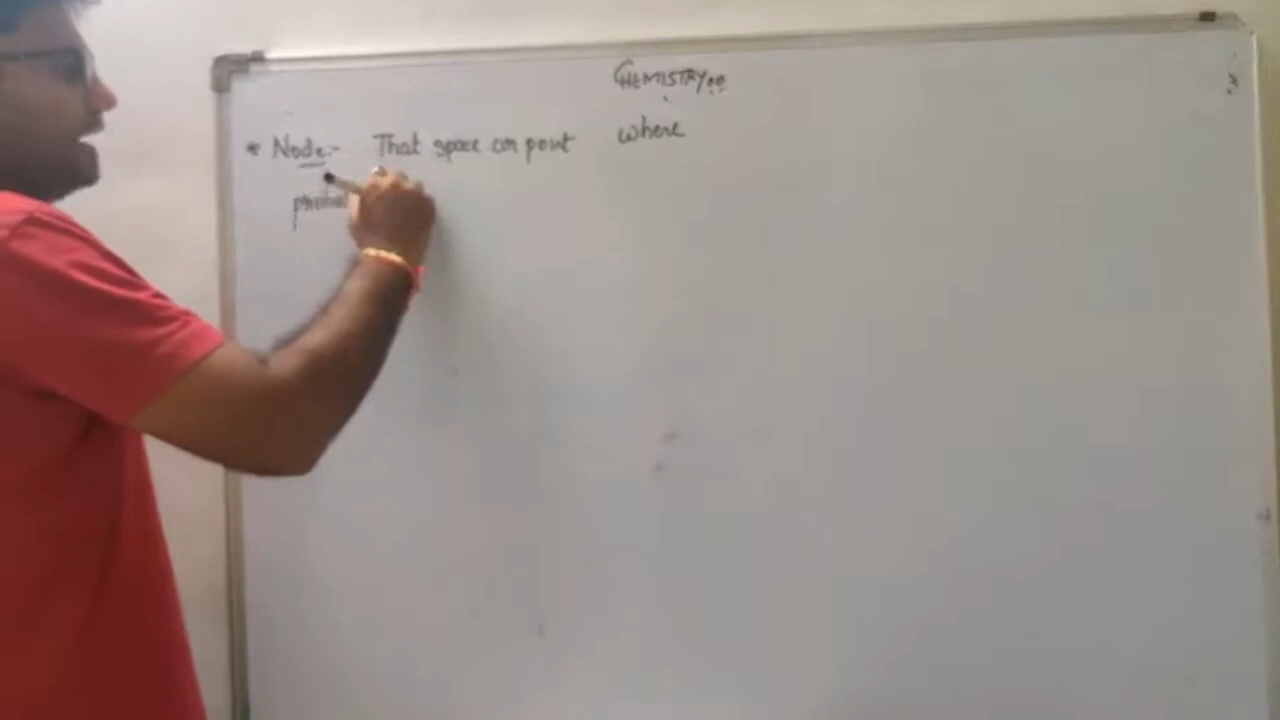 CHEMISTRY
* Node:- That space or point where